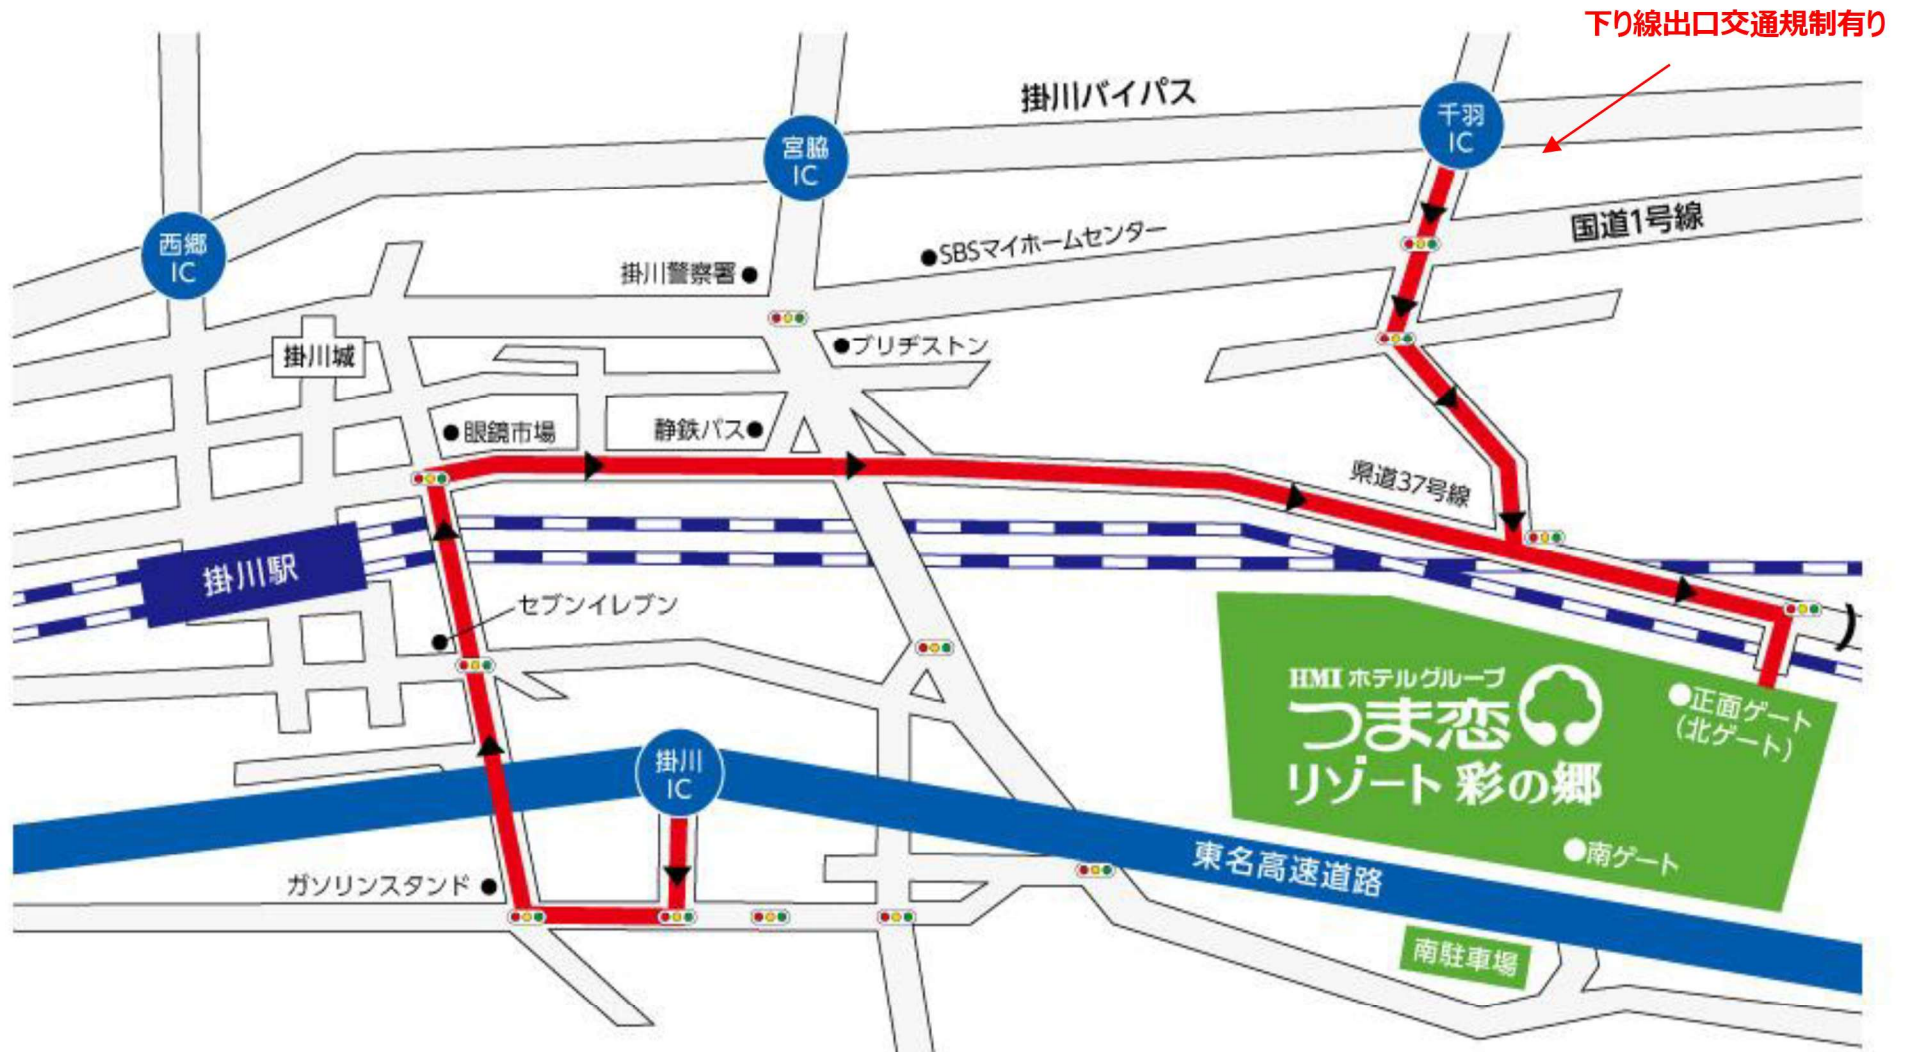 下り線出口交通規制有り
掛川バイパス
千羽
IC
宮脇
IC
国道1号線
SBSマイホームセンター
西郷
IC
掛川警察署
掛川城
ブリヂストン
眼鏡市場
静鉄バス
県道37号線
掛川駅
セブンイレブン
HMI ホテルグループ
つま恋
リゾート 彩の郷
正面ゲート
(北ゲート)
掛川
IC
南ゲート
東名高速道路
ガソリンスタンド
南駐車場